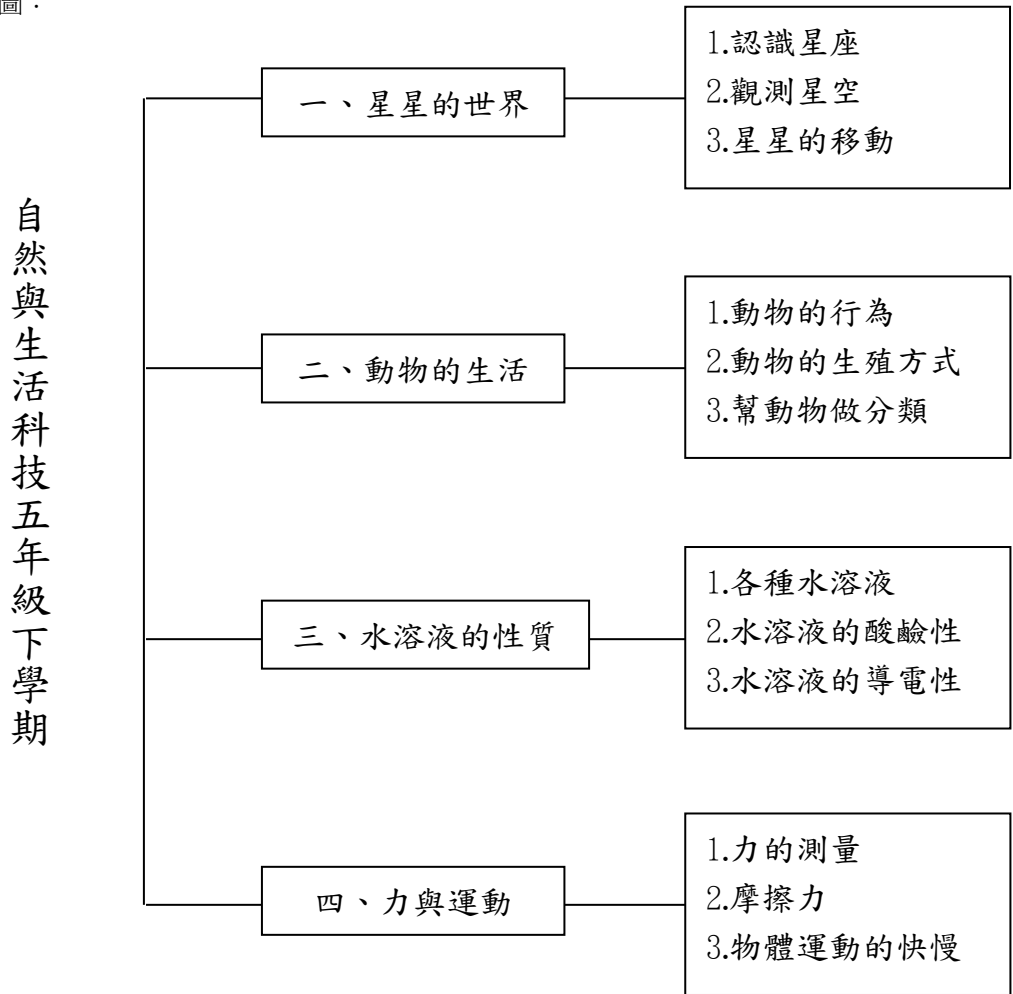 圖：
自然與生活科技五年級下學期
一、星星的世界
1.認識星座
2.觀測星空
3.星星的移動
二、動物的生活
1.動物的行為
2.動物的生殖方式
3.幫動物做分類
三、水溶液的性質
1.各種水溶液
2.水溶液的酸鹼性
3.水溶液的導電性
四、力與運動
1.力的測量
2.摩擦力
3.物體運動的快慢